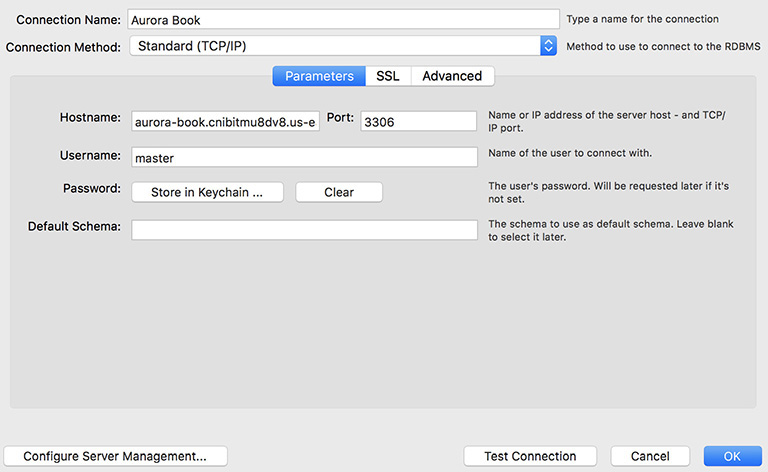 Connection Name: Aurora Book Type a name for the connection
Connection Method: Standard (TCP/IP) Method to use to connect to the RDBMS
Parameters SSL Advanced
Hostname: aurora-book.cnibitmu8dv8.us-e Port: 3306 Name or IP address of the server host - and TCP/
IP port.
Username: master Name of the user to connect with.
Password: Store in Keychain ... Clear The user's password. Will be requested later if it's
not set.
Default Schema: The schema to use as default schema. Leave blank
to select it later.
Configure Server Management... Test Connection Cancel OK